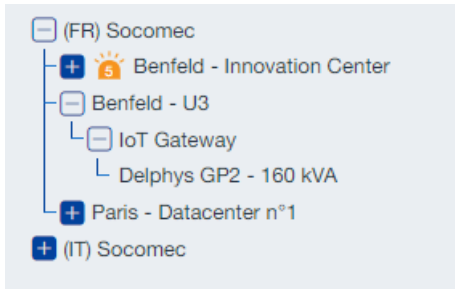 (FR) Socomec
5 Benfeld - Innovation Center
Benfeld - U3
IoT Gateway
Delphys GP2 - 160 kVA
Paris - Datacenter n°1
(IT) Socomec